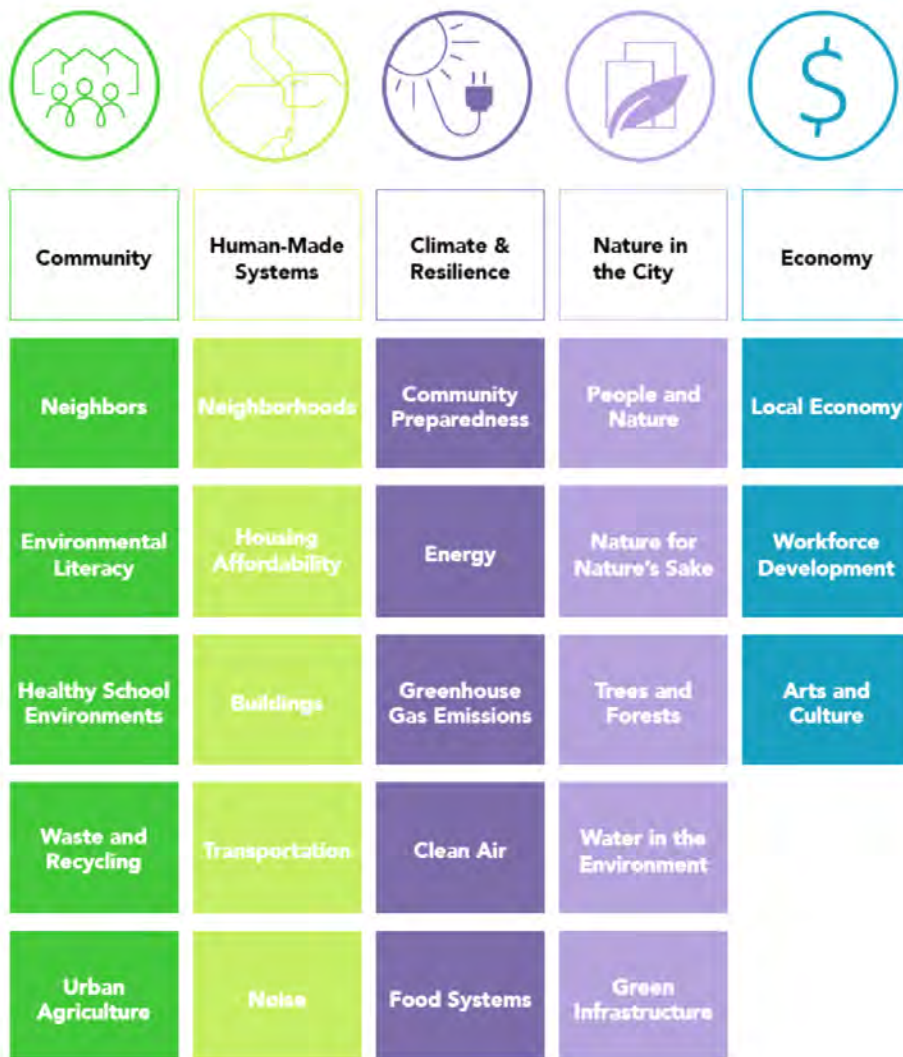 $
Community
Human-Made
Systems
Climate &
Resilience
Nature in
the City
Economy
Neighbors
Neighborhoods
Community
Preparedness
People and
Nature
Local Economy
Environmental
Literacy
Housing
Affordability
Energy
Nature for
Nature's Sake
Workforce
Development
Healthy School
Environments
Buildings
Greenhouse
Gas Emissions
Trees and
Forests
Arts and
Culture
Waste and
Recycling
Transportation
Clean Air
Water in the
Environment
Urban
Agriculture
Noise
Food Systems
Green
Infrastructure